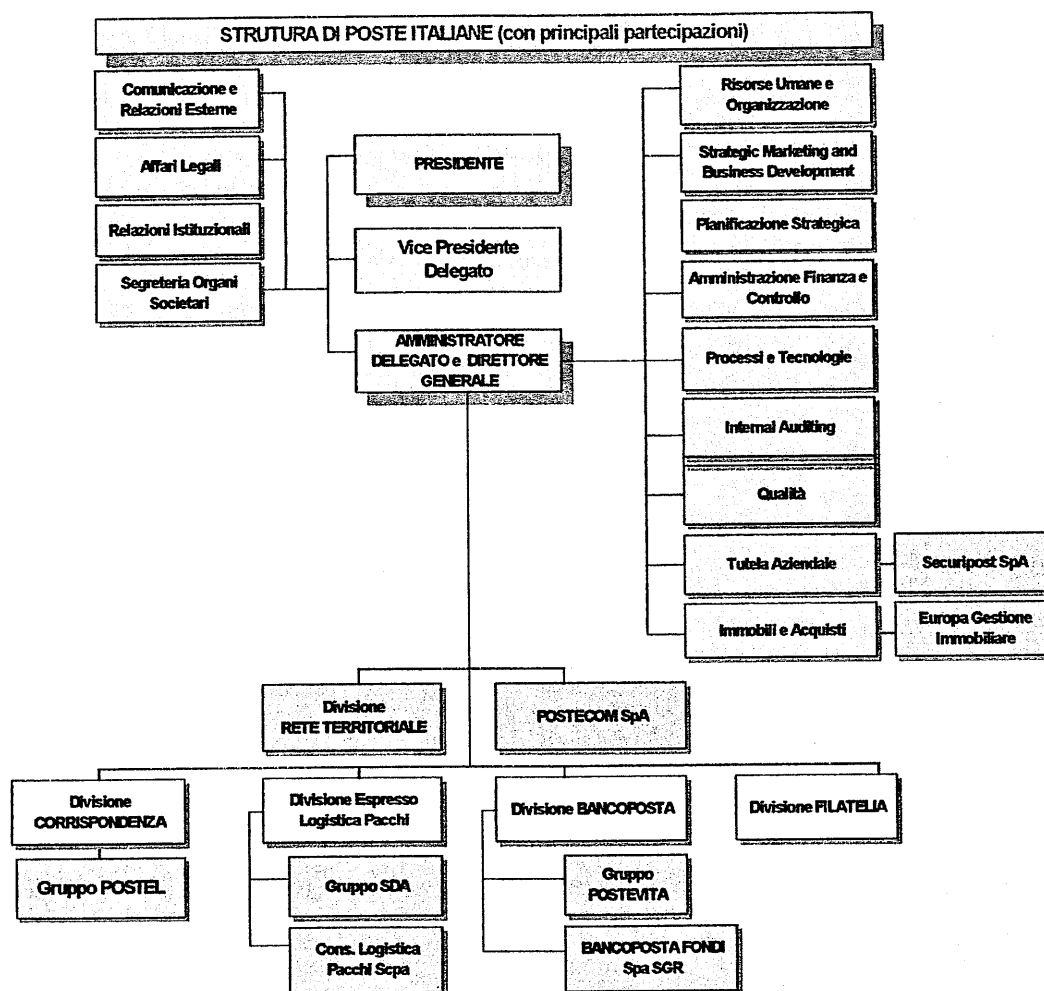 STRUTURA DI POSTE ITALIANE (con principali partecipazioni)
Comunicazione e
Relazioni Esterne
Affari Legali
Relazioni Istituzionali
Segreteria Organi
Societari
PRESIDENTE
Vice Presidente
Delegato
AMMINISTRATORE
DELEGATO e DIRETTORE
GENERALE
Risorse Umane e
Organizzazione
Strategic Marketing and
Business Development
Pianificazione Strategica
Amministrazione Finanza e
Controllo
Processi e Tecnologie
Internal Auditing
Qualità
Tutela Aziendale
Securipost SpA
Immobili e Acquisti
Europa Gestione
Immobiliare
Divisione
RETE TERRITORIALE
POSTECOM SpA
Divisione
CORRISPONDENZA
Gruppo POSTEL
Divisione Espresso
Logistica Pacchi
Gruppo SDA
Cons. Logistica
Pacchi Scpa
Divisione BANCOPOSTA
Gruppo
POSTEVITA
BANCOPOSTA FONDI
Spa SGR
Divisione FILATELIA